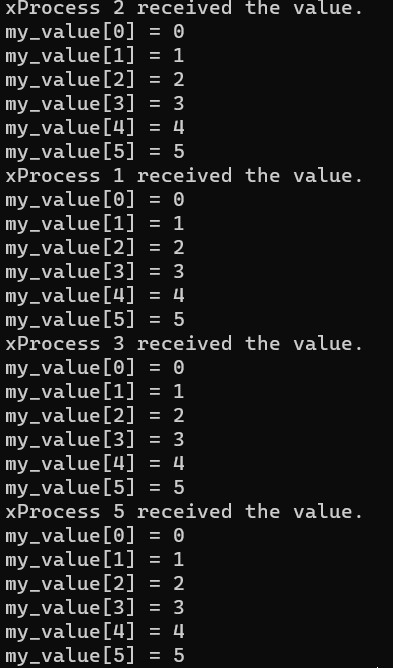 xProcess 2 received the value.
my_value[0] = 0
my_value[1] = 1
my_value[2] = 2
my_value[3] = 3
my_value[4] = 4
my_value[5] = 5
xProcess 1 received the value.
my_value[0] = 0
my_value[1] = 1
my_value[2] = 2
my_value[3] = 3
my_value[4] = 4
my_value[5] = 5
xProcess 3 received the value.
my_value[0] = 0
my_value[1] = 1
my_value[2] = 2
my_value[3] = 3
my_value[4] = 4
my_value[5] = 5
xProcess 5 received the value.
my_value[0] = 0
my_value[1] = 1
my_value[2] = 2
my_value[3] = 3
my_value[4] = 4
my_value[5] = 5